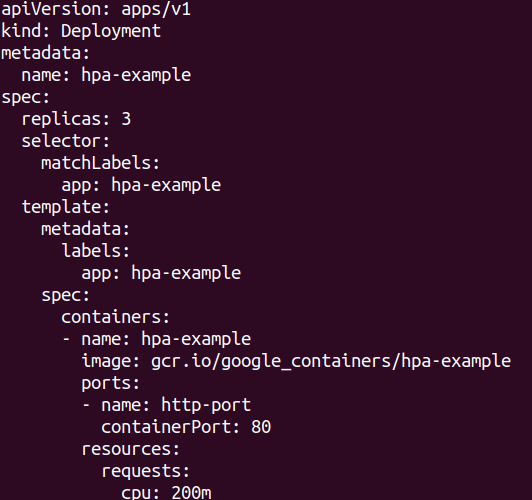 apiVersion: apps/v1
kind: Deployment
metadata:
  name: hpa-example
spec:
  replicas: 3
  selector:
    matchLabels:
      app: hpa-example
  template:
    metadata:
      labels:
        app: hpa-example
    spec:
      containers:
      - name: hpa-example
        image: gcr.io/google_containers/hpa-example
        ports:
        - name: http-port
          containerPort: 80
        resources:
          requests:
            cpu: 200m